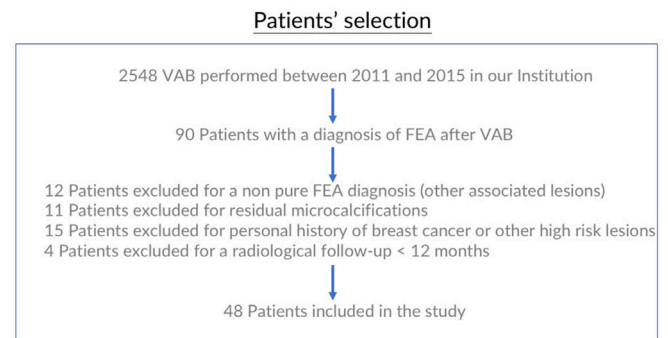 Patients’ selection
2548 VAB performed between 2011 and 2015 in our Institution
90 Patients with a diagnosis of FEA after VAB
12 Patients excluded for a non pure FEA diagnosis (other associated lesions)
11 Patients excluded for residual microcalcifications
15 Patients excluded for personal history of breast cancer or other high risk lesions
4 Patients excluded for a radiological follow-up < 12 months
48 Patients included in the study